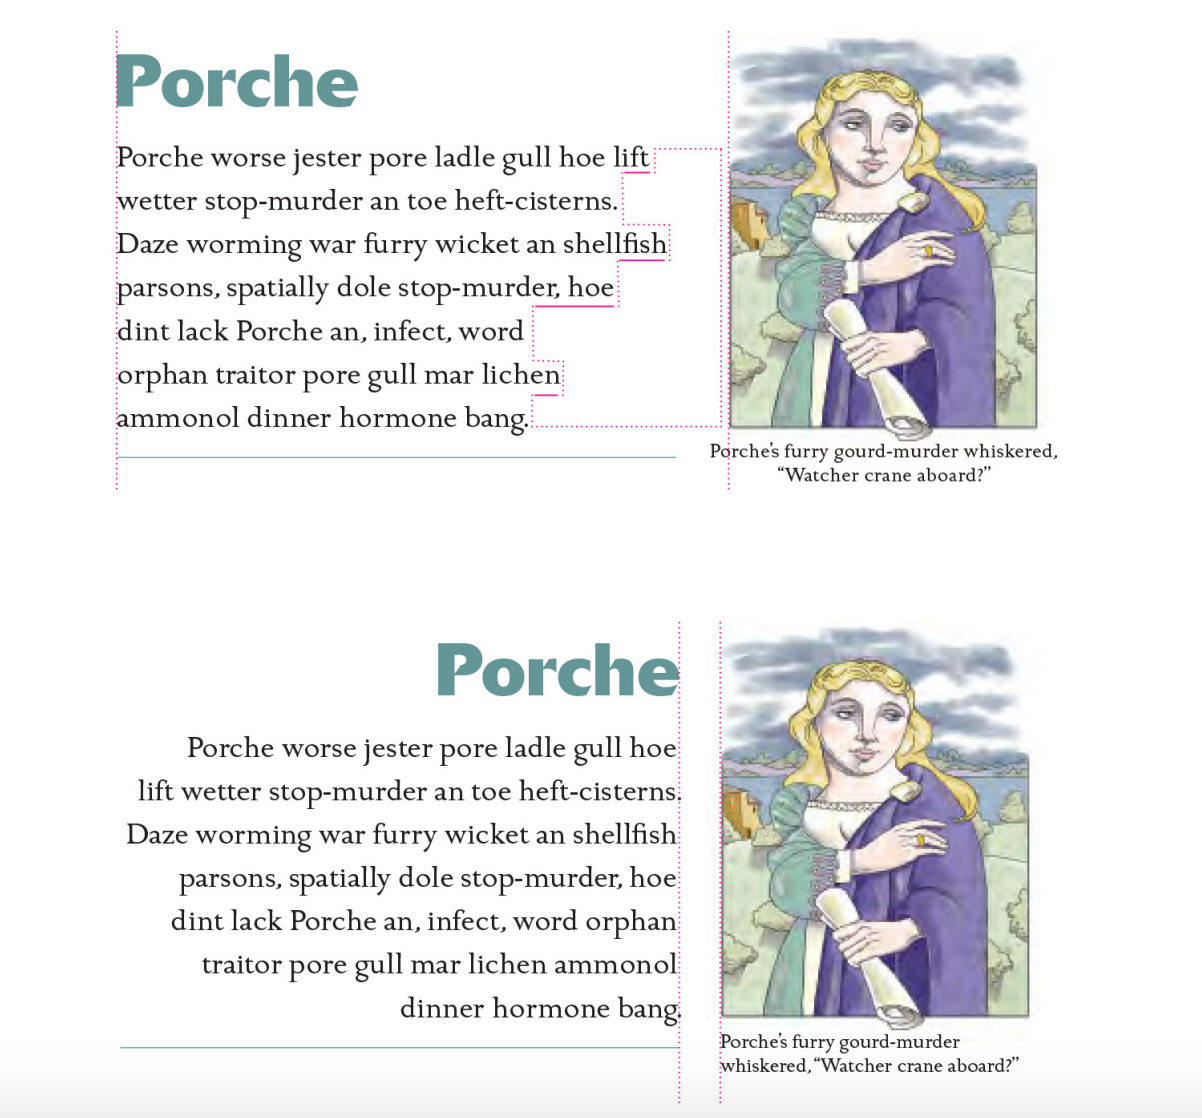 Porche
Porche worse jester pore ladle gull hoe lift
wetter stop-murder an toe heft-cisterns.
Daze worming war furry wicket an shellfish
parsons, spatially dole stop-murder, hoe
dint lack Porche an, infect, word
orphan traitor pore gull mar lichen
ammonol dinner hormone bang.
Porche's furry gourd-murder whiskered,
“Watcher crane aboard?”
Porche
Porche worse jester pore ladle gull hoe
lift wetter stop-murder an toe heft-cisterns.
Daze worming war furry wicket an shellfish
parsons, spatially dole stop-murder, hoe
dint lack Porche an, infect, word orphan
traitor pore gull mar lichen ammonol
dinner hormone bang.
Porche's furry gourd-murder
whiskered, “Watcher crane aboard?”